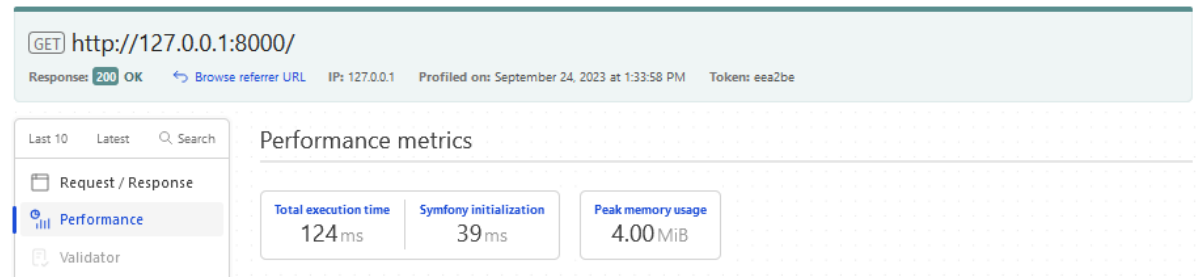 GET http://127.0.0.1:8000/
Response: 200 OK Browse referrer URL IP: 127.0.0.1 Profiled on: September 24, 2023 at 1:33:58 PM Token: eea2be
Last 10 Latest Search
Performance metrics
Request / Response
Performance
Validator
Total execution time Symfony initialization Peak memory usage
124 ms 39 ms 4.00 MiB